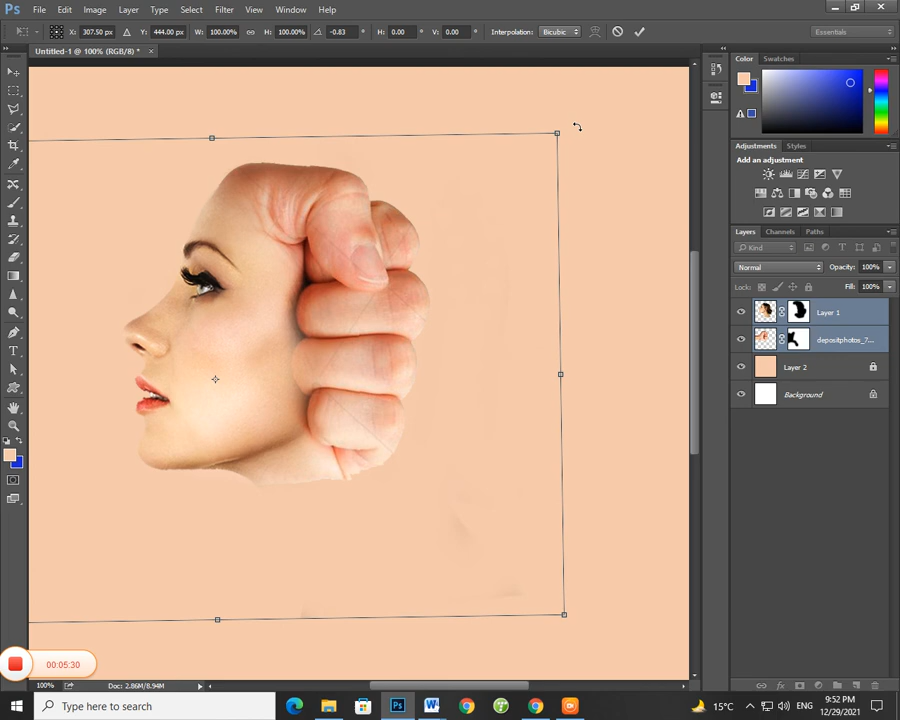 Ps File Edit Image Layer Type Select Filter View Window Help
X: 307.50 px Y: 444.00 px W: 100.00% H: 100.00% -0.83 ° H: 0.00 ° V: 0.00 ° Interpolation: Bicubic Essentials
Untitled-1 @ 100% (RGB/8) * ×
Color Swatches
Adjustments Styles
Add an adjustment
Layers Channels Paths
Kind
Normal Opacity: 100%
Lock: Fill: 100%
Layer 1
depositphotos_7...
Layer 2
Background
T
00:05:30
100% Doc: 2.86M/8.94M
Type here to search
Ps W 15°C ENG 9:52 PM
12/29/2021